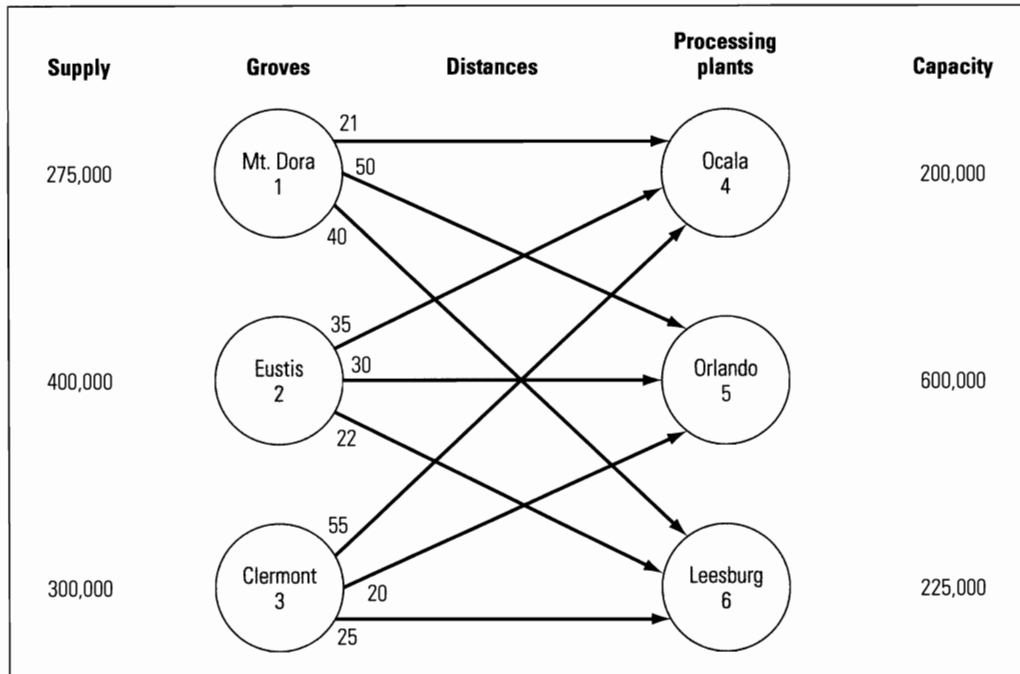 Supply Groves Distances Processing plants Capacity
21
275,000 Mt. Dora 1 50 Ocala 4 200,000
40
35
400,000 Eustis 2 30 Orlando 5 600,000
22
55
300,000 Clermont 3 20 Leesburg 6 225,000
25